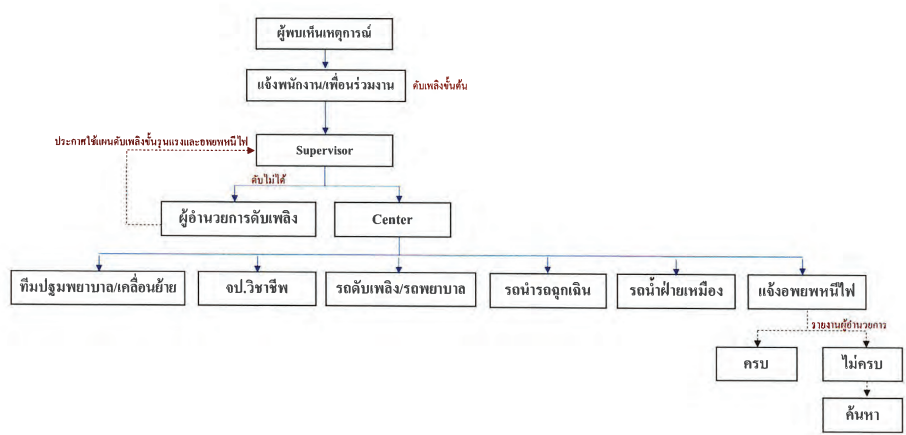 ผู้พบเห็นเหตุการณ์
แจ้งพนักงาน/เพื่อนร่วมงาน
ดับเพลิงขั้นต้น
ประกาศใช้แผนดับเพลิงขั้นรุนแรงและอพยพหนีไฟ
Supervisor
ดับไม่ได้
ผู้อำนวยการดับเพลิง
Center
ทีมปฐมพยาบาล/เคลื่อนย้าย
จป.วิชาชีพ
รถดับเพลิง/รถพยาบาล
รถนำรถฉุกเฉิน
รถน้ำฝ่ายเหมือง
แจ้งอพยพหนีไฟ
รายงานผู้อำนวยการ
ครบ
ไม่ครบ
ค้นหา